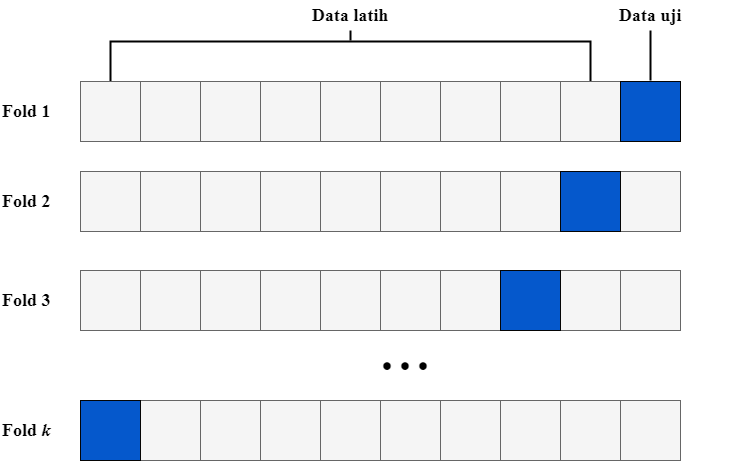 Data latih
Data uji
Fold 1
Fold 2
Fold 3
• • •
Fold k